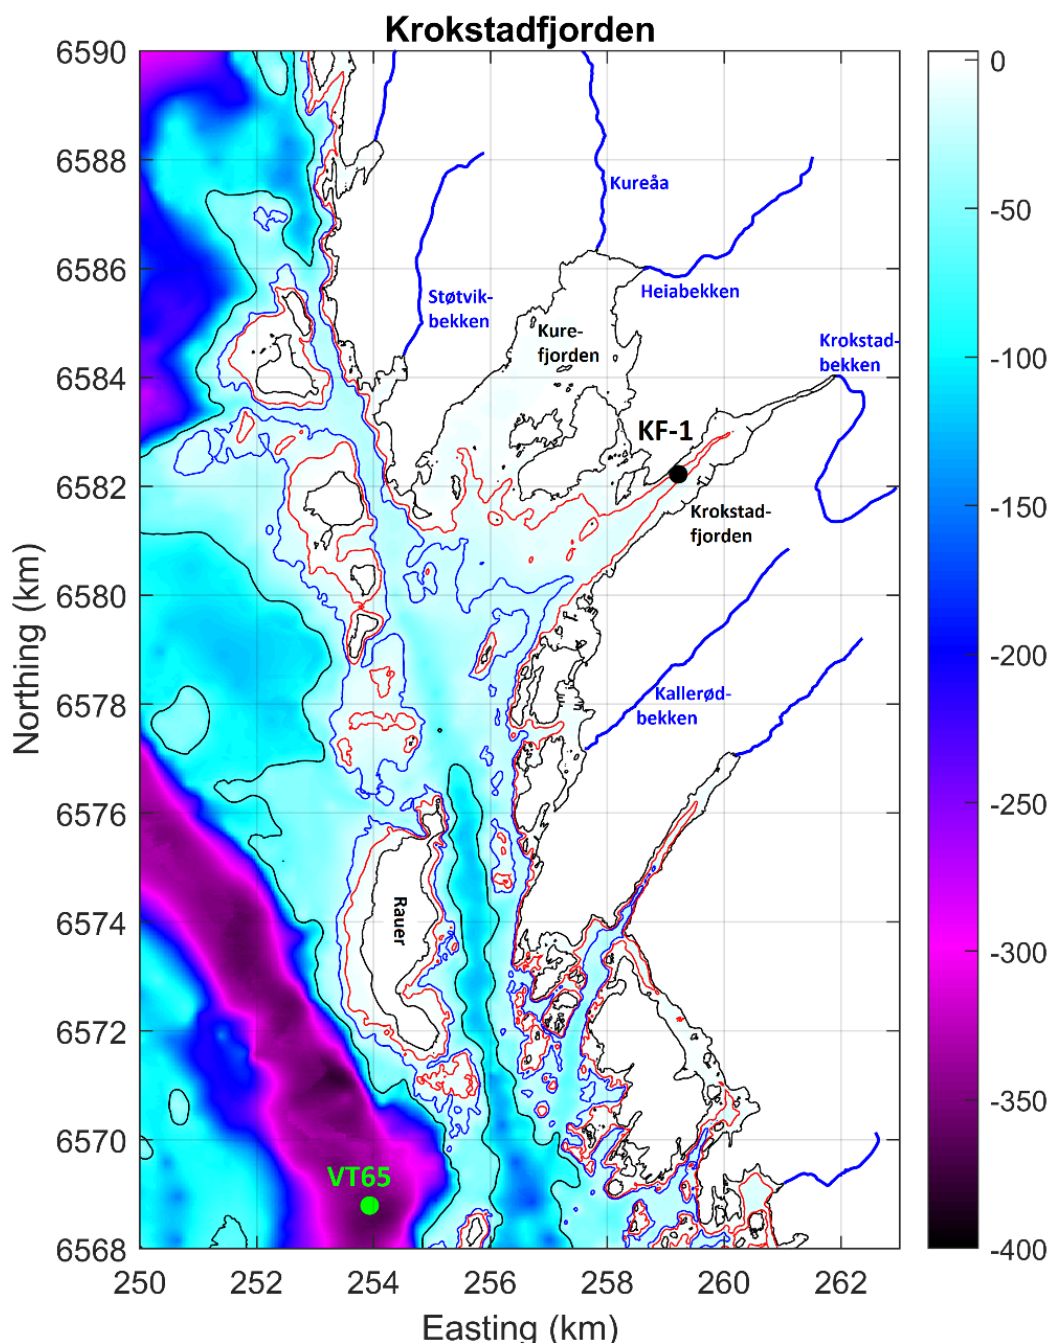 Krokstadfjorden
6590
6588
6586
6584
6582
6580
6578
6576
6574
6572
6570
6568
Northing (km)
250
252
254
256
258
260
262
Easting (km)
0
-50
-100
-150
-200
-250
-300
-350
-400
Kureåa
Støtvik-
bekken
Heiabekken
Kure-
fjorden
Krokstad-
bekken
KF-1
Krokstad-
fjorden
Kallerød-
bekken
Rauer
VT65